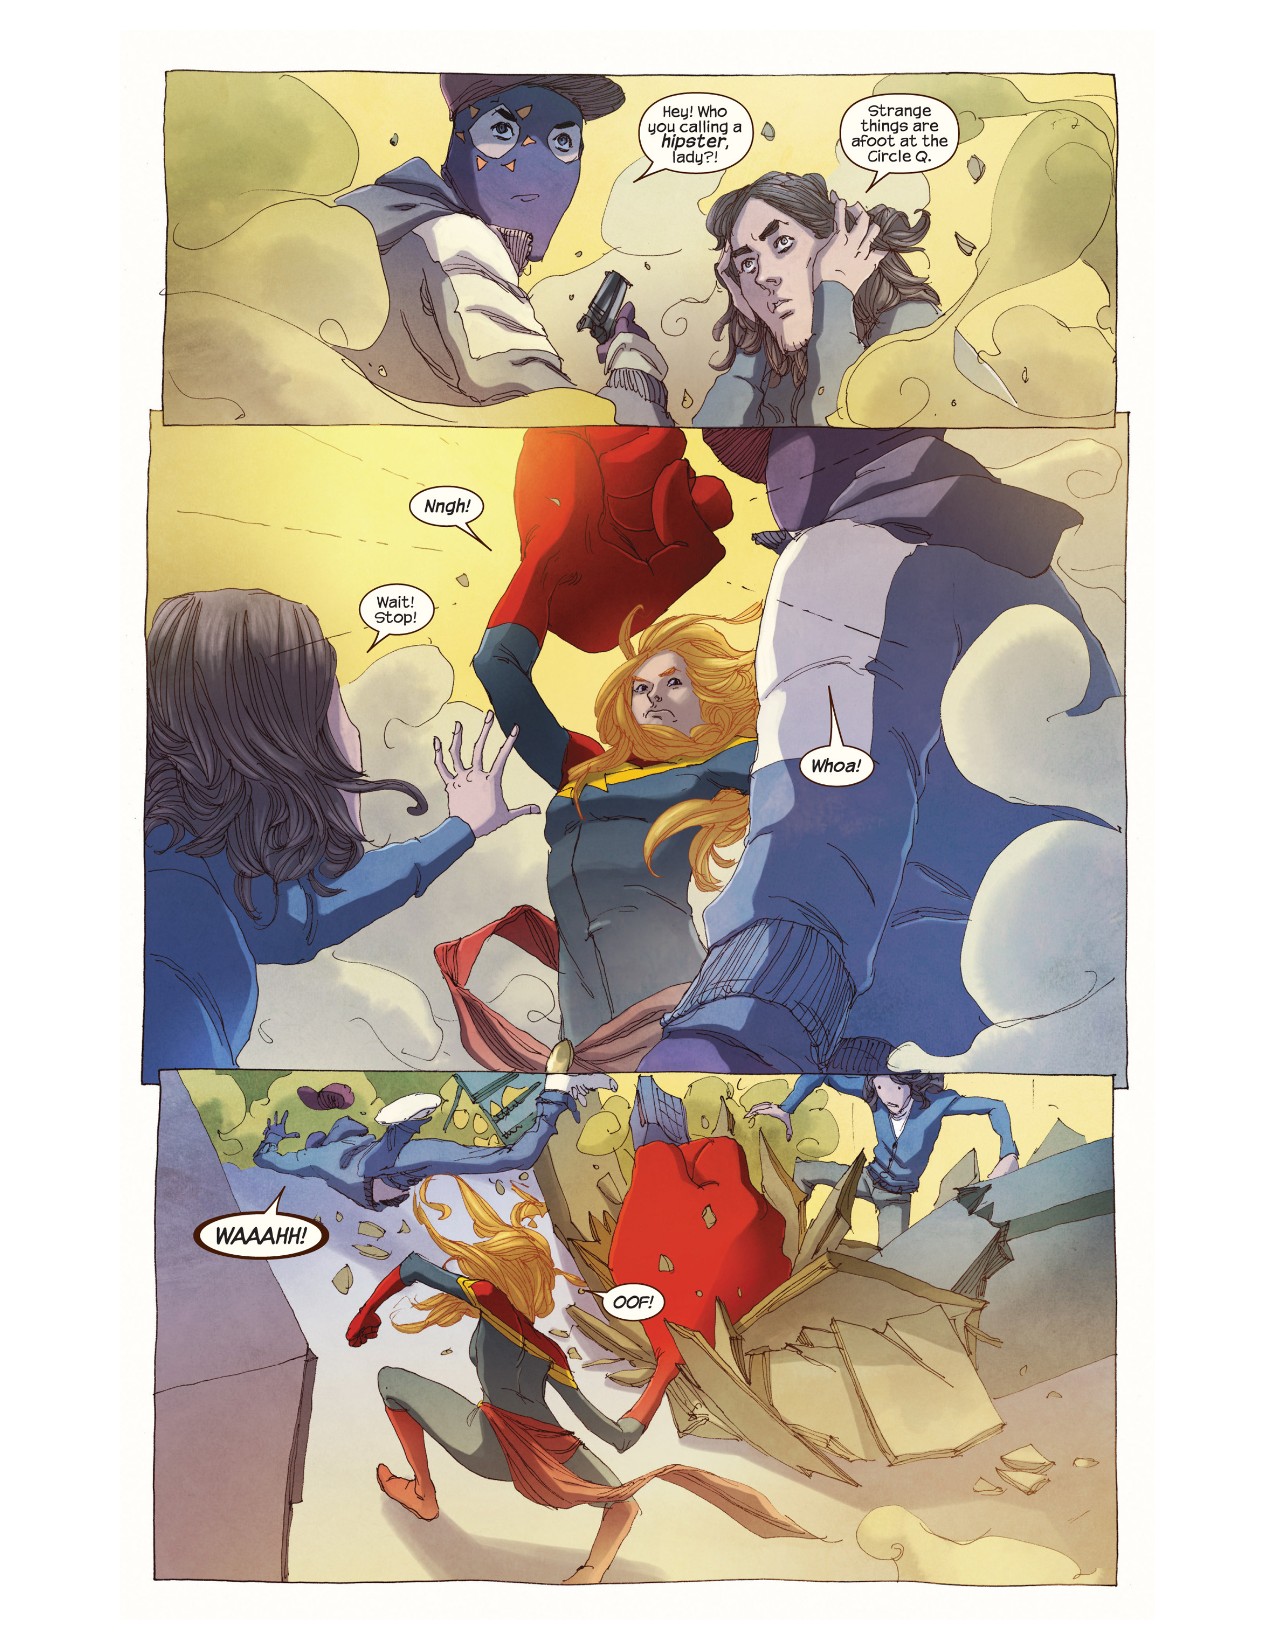 Hey! Who
you calling a
hipster,
lady?!
Strange
things are
afoot at the
Circle Q.
Nngh!
Wait!
Stop!
Whoa!
WAAAHH!
OOF!